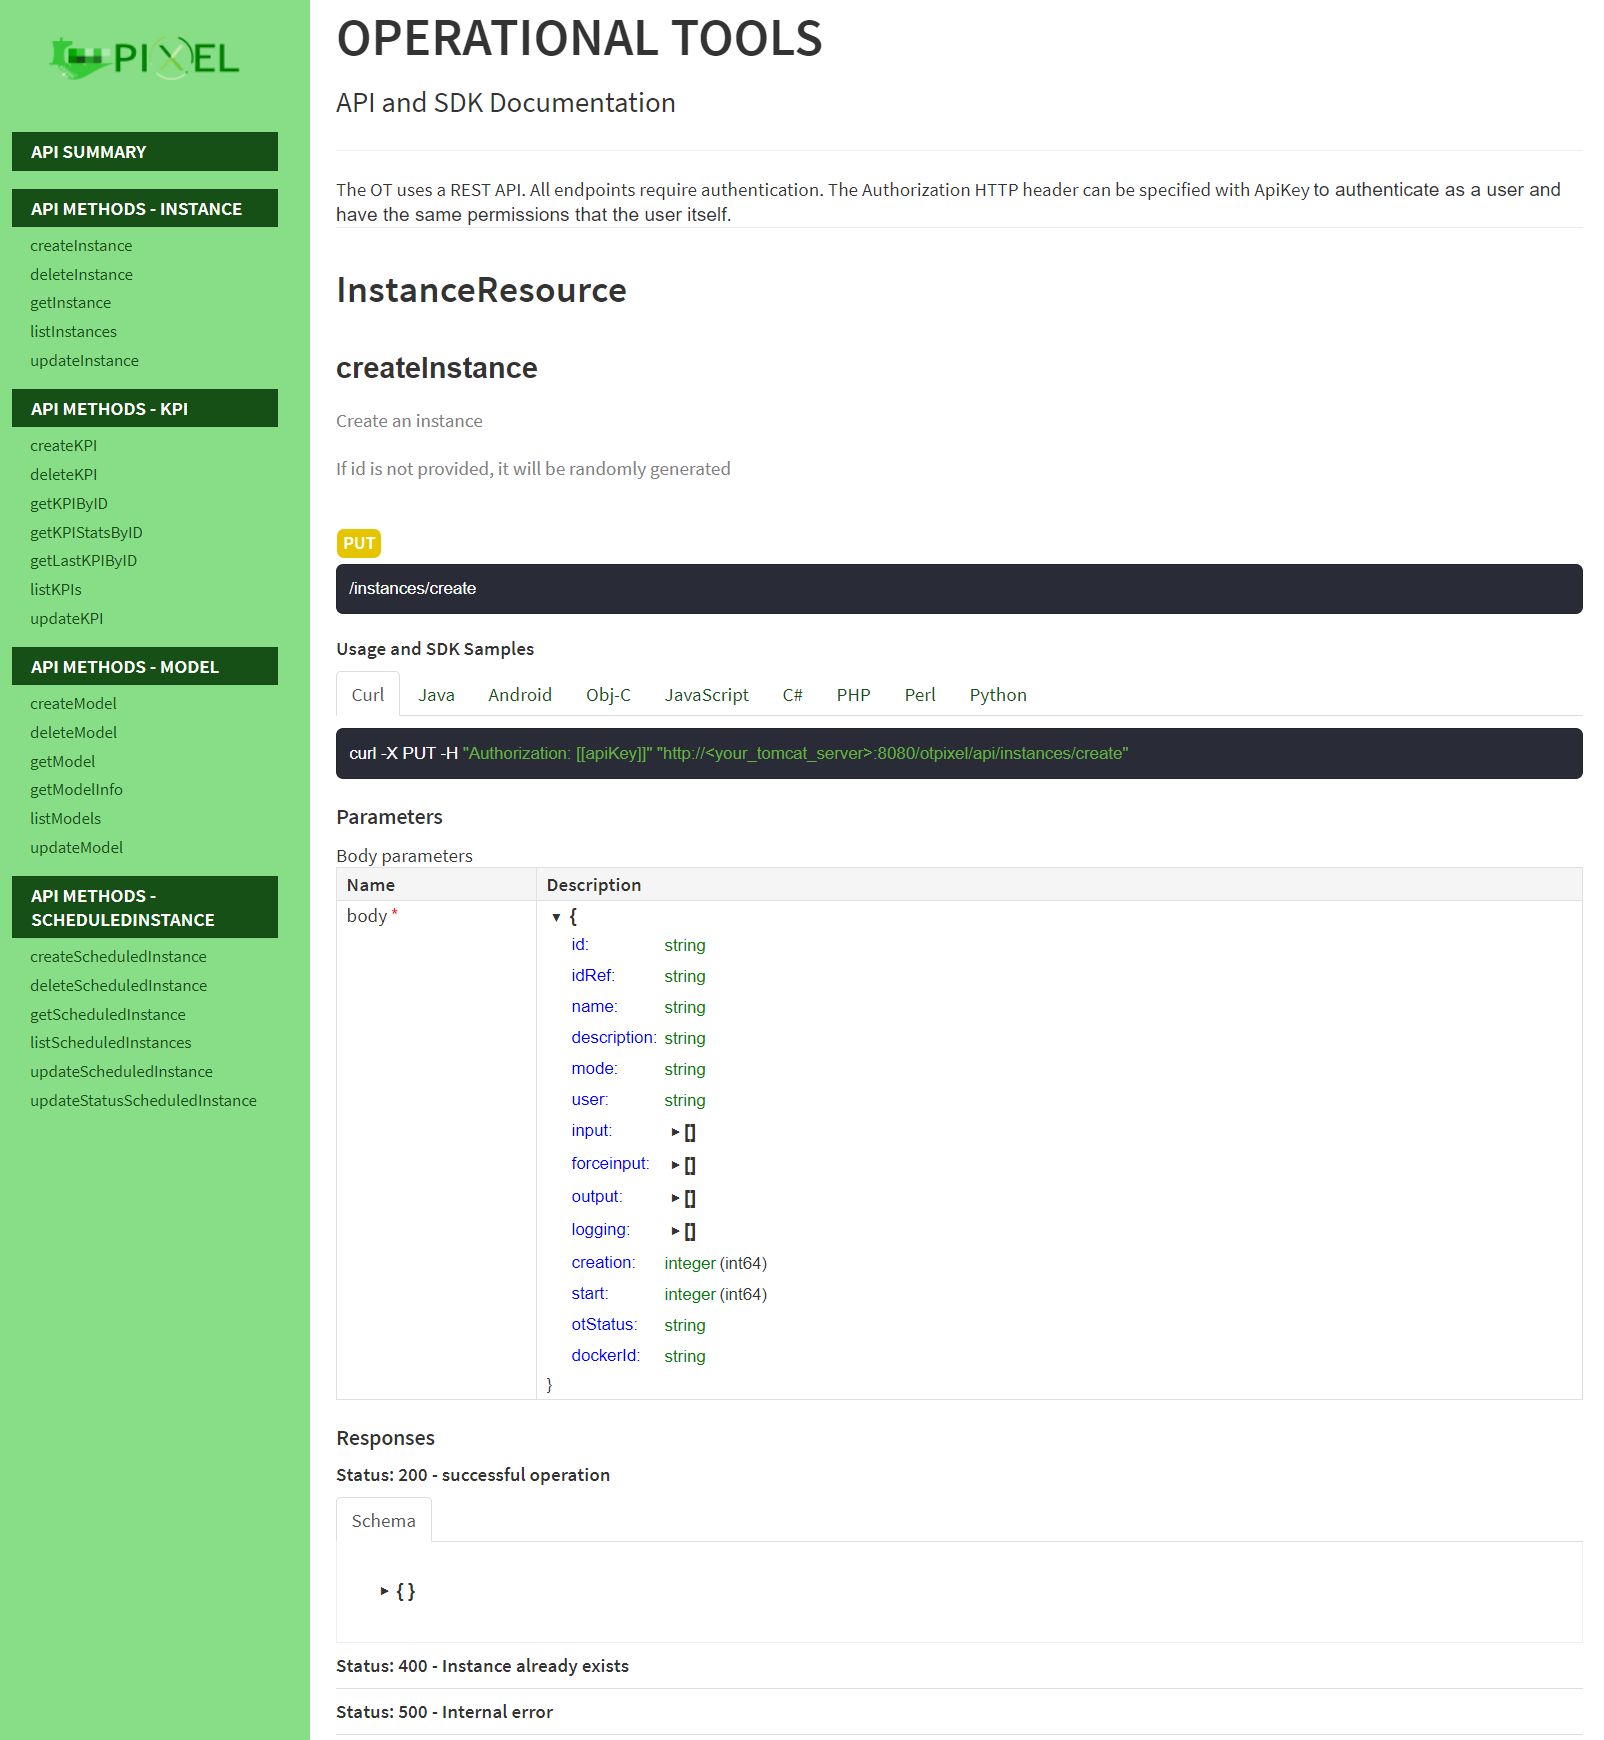 PIXEL
API SUMMARY
API METHODS - INSTANCE
createInstance
deleteInstance
getInstance
listInstances
updateInstance
API METHODS - KPI
createKPI
deleteKPI
getKPIByID
getKPIStatsByID
getLastKPIByID
listKPIs
updateKPI
API METHODS - MODEL
createModel
deleteModel
getModel
getModelInfo
listModels
updateModel
API METHODS -
SCHEDULEDINSTANCE
createScheduledInstance
deleteScheduledInstance
getScheduledInstance
listScheduledInstances
updateScheduledInstance
updateStatusScheduledInstance
OPERATIONAL TOOLS
API and SDK Documentation
The OT uses a REST API. All endpoints require authentication. The Authorization HTTP header can be specified with ApiKey to authenticate as a user and
have the same permissions that the user itself.
InstanceResource
createInstance
Create an instance
If id is not provided, it will be randomly generated
PUT
/instances/create
Usage and SDK Samples
Curl Java Android Obj-C JavaScript C# PHP Perl Python
curl -X PUT -H "Authorization: [[apiKey]]" "http://<your_tomcat_server>:8080/otpixel/api/instances/create"
Parameters
Body parameters
Name Description
body * ▾ {
id: string
idRef: string
name: string
description: string
mode: string
user: string
input: ▸ []
forceinput: ▸ []
output: ▸ []
logging: ▸ []
creation: integer (int64)
start: integer (int64)
otStatus: string
dockerId: string
}
Responses
Status: 200 - successful operation
Schema
▸ { }
Status: 400 - Instance already exists
Status: 500 - Internal error